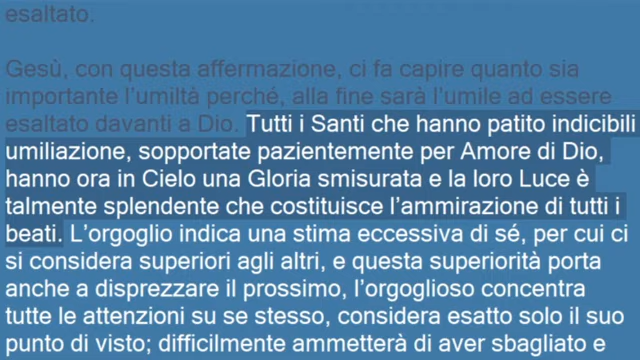 esaltato.
Gesù, con questa affermazione, ci fa capire quanto sia
importante l'umiltà perché, alla fine sarà l'umile ad essere
esaltato davanti a Dio. Tutti i Santi che hanno patito indicibili
umiliazione, sopportate pazientemente per Amore di Dio,
hanno ora in Cielo una Gloria smisurata e la loro Luce è
talmente splendente che costituisce l'ammirazione di tutti i
beati. L'orgoglio indica una stima eccessiva di sé, per cui ci
si considera superiori agli altri, e questa superiorità porta
anche a disprezzare il prossimo, l'orgoglioso concentra
tutte le attenzioni su se stesso, considera esatto solo il suo
punto di visto; difficilmente ammetterà di aver sbagliato e